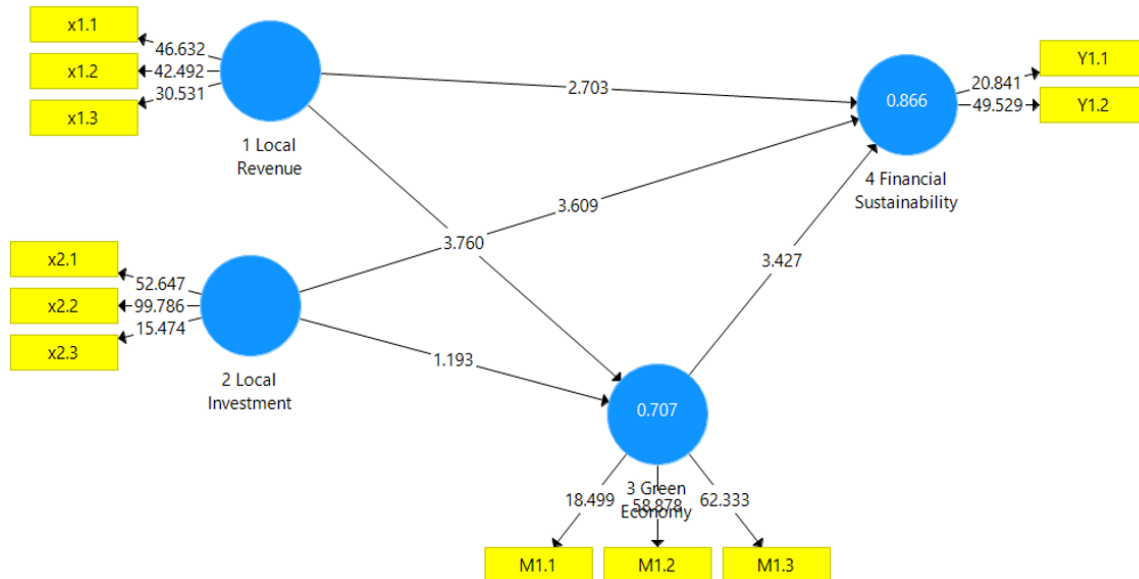 x1.1
46.632
x1.2
42.492
x1.3
30.531
1 Local
Revenue
2.703
0.866
20.841
Y1.1
49.529
Y1.2
4 Financial
Sustainability
3.609
3.760
3.427
x2.1
52.647
x2.2
99.786
x2.3
15.474
2 Local
Investment
1.193
0.707
3 Green
Economy
18.499
58.878
62.333
M1.1
M1.2
M1.3